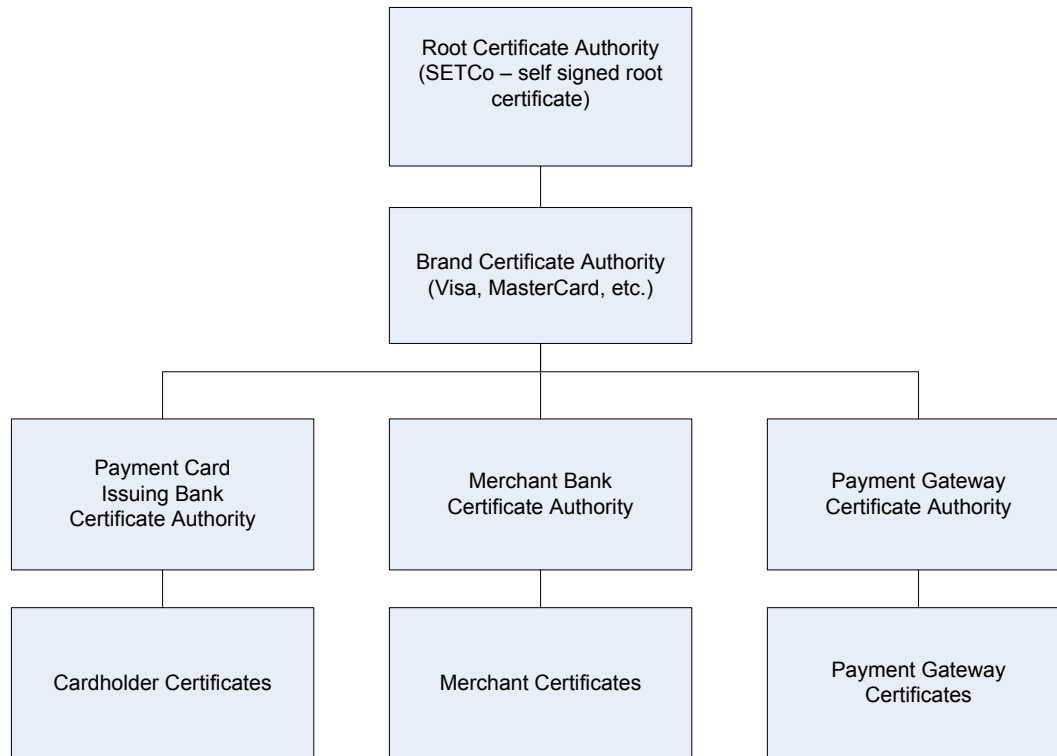 Root Certificate Authority
(SETCo – self signed root
certificate)
Brand Certificate Authority
(Visa, MasterCard, etc.)
Payment Card
Issuing Bank
Certificate Authority
Merchant Bank
Certificate Authority
Payment Gateway
Certificate Authority
Cardholder Certificates
Merchant Certificates
Payment Gateway
Certificates